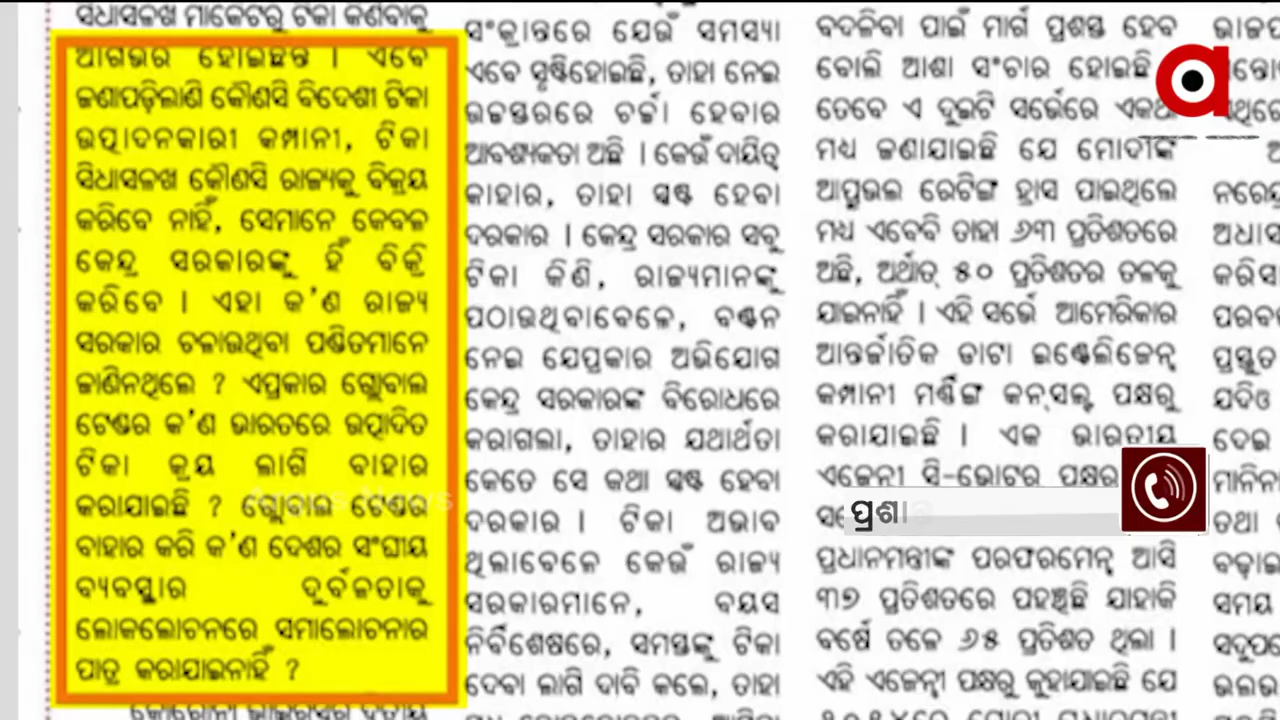 ସିଧାସଳଖ ମାର୍କେଟରୁ ଟିକା କିଣିବାକୁ
ଆଗଭର ହୋଇଛନ୍ତି । ଏବେ
ଜଣାପଡ଼ିଲାଣି କୌଣସି ବିଦେଶୀ ଟିକା
ଉତ୍ପାଦନକାରୀ କମ୍ପାନୀ, ଟିକା
ସିଧାସଳଖ କୌଣସି ରାଜ୍ୟକୁ ବିକ୍ରୟ
କରିବେ ନାହିଁ, ସେମାନେ କେବଳ
କେନ୍ଦ୍ର ସରକାରଙ୍କୁ ହିଁ ବିକ୍ରି
କରିବେ । ଏହା କ'ଣ ରାଜ୍ୟ
ସରକାର ଚଳାଉଥିବା ପଣ୍ଡିତମାନେ
ଜାଣିନଥିଲେ ? ଏପ୍ରକାର ଗ୍ଲୋବାଲ
ଟେଣ୍ଡର କ'ଣ ଭାରତରେ ଉତ୍ପାଦିତ
ଟିକା କ୍ରୟ ଲାଗି ବାହାର
କରାଯାଇଛି ? ଗ୍ଲୋବାଲ ଟେଣ୍ଡର
ବାହାର କରି କ'ଣ ଦେଶର ସଂଘୀୟ
ବ୍ୟବସ୍ଥାର ଦୁର୍ବଳତାକୁ
ଲୋକଲୋଚନରେ ସମାଲୋଚନାର
ପାତ୍ର କରାଯାଇନାହିଁ ?
ସଂକ୍ରାନ୍ତରେ ଯେଉଁ ସମସ୍ୟା
ଏବେ ସୃଷ୍ଟିହୋଇଛି, ତାହା ନେଇ
ଉଚ୍ଚସ୍ତରରେ ଚର୍ଚ୍ଚା ହେବାର
ଆବଶ୍ୟକତା ଅଛି । କେଉଁ ଦାୟିତ୍ୱ
କାହାର, ତାହା ସ୍ପଷ୍ଟ ହେବା
ଦରକାର । କେନ୍ଦ୍ର ସରକାର ସବୁ
ଟିକା କିଣି, ରାଜ୍ୟମାନଙ୍କୁ
ପଠାଉଥିବାବେଳେ, ବଣ୍ଟନ
ନେଇ ଯେପ୍ରକାର ଅଭିଯୋଗ
କେନ୍ଦ୍ର ସରକାରଙ୍କ ବିରୋଧରେ
କରାଗଲା, ତାହାର ଯଥାର୍ଥତା
କେତେ ସେ କଥା ସ୍ପଷ୍ଟ ହେବା
ଦରକାର । ଟିକା ଅଭାବ
ଥିଲାବେଳେ କେଉଁ ରାଜ୍ୟ
ସରକାରମାନେ, ବୟସ
ନିର୍ବିଶେଷରେ, ସମସ୍ତଙ୍କୁ ଟିକା
ଦେବା ଲାଗି ଦାବି କଲେ, ତାହା
ବଦଳିବା ପାଇଁ ମାର୍ଗ ପ୍ରଶସ୍ତ ହେବ
ବୋଲି ଆଶା ସଂଚାର ହୋଇଛି
ତେବେ ଏ ଦୁଇଟି ସର୍ଭେରେ ଏକଥା
ମଧ୍ୟ ଜଣାଯାଇଛି ଯେ ମୋଦୀଙ୍କ
ଆପ୍ରୁଭଲ ରେଟିଙ୍ଗ ହ୍ରାସ ପାଇଥିଲେ
ମଧ୍ୟ ଏବେବି ତାହା ୬୩ ପ୍ରତିଶତରେ
ଅଛି, ଅର୍ଥାତ୍ ୫୦ ପ୍ରତିଶତର ତଳକୁ
ଯାଇନାହିଁ । ଏହି ସର୍ଭେ ଆମେରିକାର
ଆନ୍ତର୍ଜାତିକ ଡାଟା ଇଣ୍ଟେଲିଜେନ୍ସ
କମ୍ପାନୀ ମର୍ଣ୍ଣିଙ୍ଗ କନ୍‌ସଲ୍ଟ ପକ୍ଷରୁ
କରାଯାଇଛି । ଏକ ଭାରତୀୟ
ଏଜେନ୍ସୀ ସି-ଭୋଟର ପକ୍ଷର
ପ୍ରଧାନମନ୍ତ୍ରୀଙ୍କ ପରଫରମେନ୍ସ ଆସି
୩୭ ପ୍ରତିଶତରେ ପହଞ୍ଚିଛି ଯାହାକି
ବର୍ଷେ ତଳେ ୬୫ ପ୍ରତିଶତ ଥିଲା ।
ଏହି ଏଜେନ୍ସୀ ପକ୍ଷରୁ କୁହାଯାଇଛି ଯେ
ପ୍ରଶା
Argus News